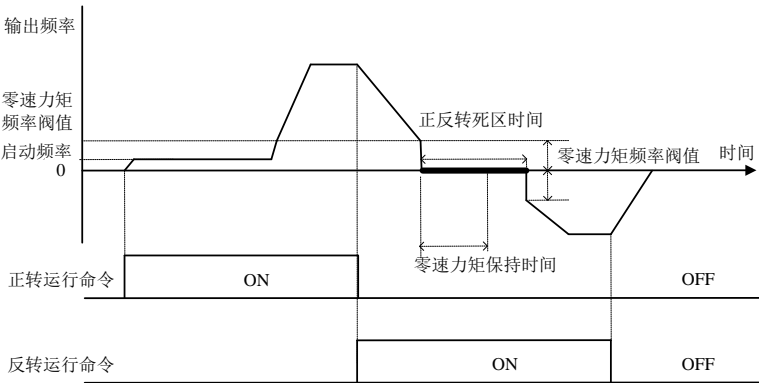 输出频率
零速力矩
频率阀值
启动频率
0
正反转死区时间
零速力矩频率阀值
时间
零速力矩保持时间
正转运行命令
ON
OFF
反转运行命令
ON
OFF